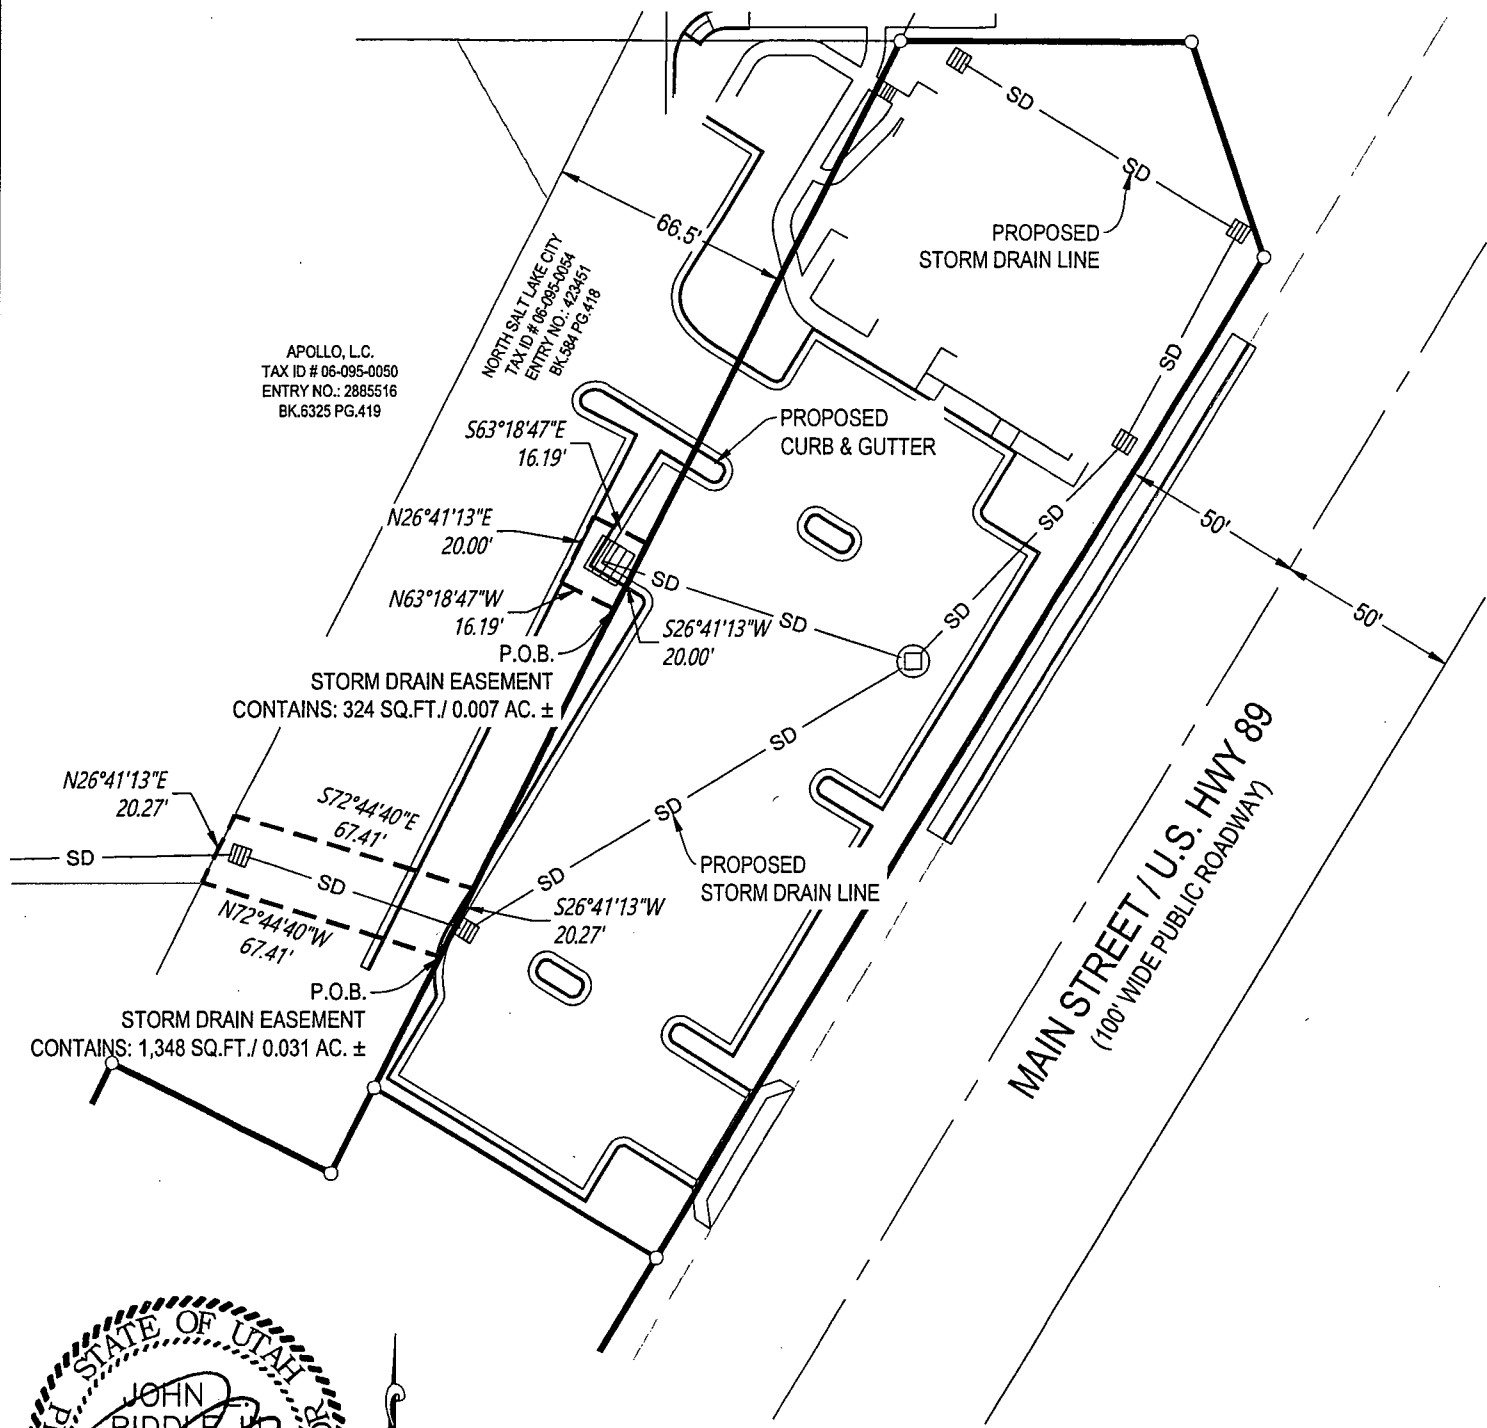 SD
SD
PROPOSED
STORM DRAIN LINE
66.5'
NORTH SALT LAKE CITY
TAX ID # 06-095-0054
ENTRY NO.: 423451
BK.584 PG.418
APOLLO, L.C.
TAX ID # 06-095-0050
ENTRY NO.: 2885516
BK.6325 PG.419
SD
PROPOSED
CURB & GUTTER
S63°18'47"E
16.19'
N26°41'13"E
20.00'
SD
50'
50'
N63°18'47"W
16.19'
SD
SD
SD
S26°41'13"W
20.00'
P.O.B.
STORM DRAIN EASEMENT
CONTAINS: 324 SQ.FT./ 0.007 AC. ±
SD
SD
N26°41'13"E
20.27'
S72°44'40"E
67.41'
SD
SD
SD
PROPOSED
STORM DRAIN LINE
N72°44'40"W
67.41'
S26°41'13"W
20.27'
P.O.B.
STORM DRAIN EASEMENT
CONTAINS: 1,348 SQ.FT./ 0.031 AC. ±
MAIN STREET / U.S. HWY 89
(100' WIDE PUBLIC ROADWAY)
STATE OF UTAH
JOHN